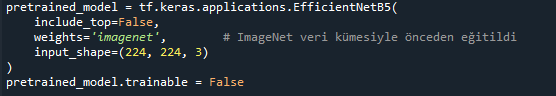 pretrained_model = tf.keras.applications.EfficientNetB5(
    include_top=False,
    weights='imagenet',        # ImageNet veri kümesiyle önceden eğitildi
    input_shape=(224, 224, 3)
)
pretrained_model.trainable = False